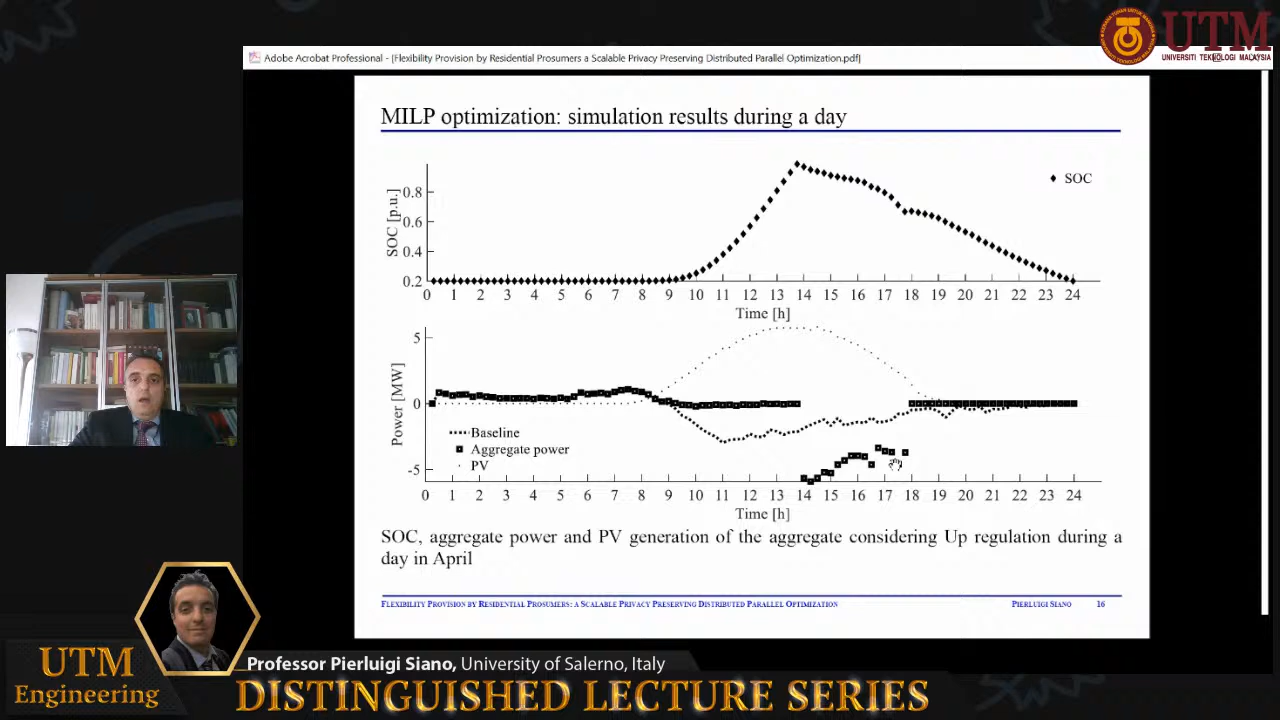 UTM
UNIVERSITI TEKNOLOGI MALAYSIA
Adobe Acrobat Professional - [Flexibility Provision by Residential Prosumers a Scalable Privacy Preserving Distributed Parallel Optimization.pdf]
MILP optimization: simulation results during a day
SOC
SOC [p.u.]
0.8
0.6
0.4
0.2
0 1 2 3 4 5 6 7 8 9 10 11 12 13 14 15 16 17 18 19 20 21 22 23 24
Time [h]
Power [MW]
5
0
-5
Baseline
Aggregate power
PV
0 1 2 3 4 5 6 7 8 9 10 11 12 13 14 15 16 17 18 19 20 21 22 23 24
Time [h]
SOC, aggregate power and PV generation of the aggregate considering Up regulation during a
day in April
FLEXIBILITY PROVISION BY RESIDENTIAL PROSUMERS: A SCALABLE PRIVACY PRESERVING DISTRIBUTED PARALLEL OPTIMIZATION PIERLUIGI SIANO 16
UTM
Engineering
Professor Pierluigi Siano, University of Salerno, Italy
DISTINGUISHED LECTURE SERIES